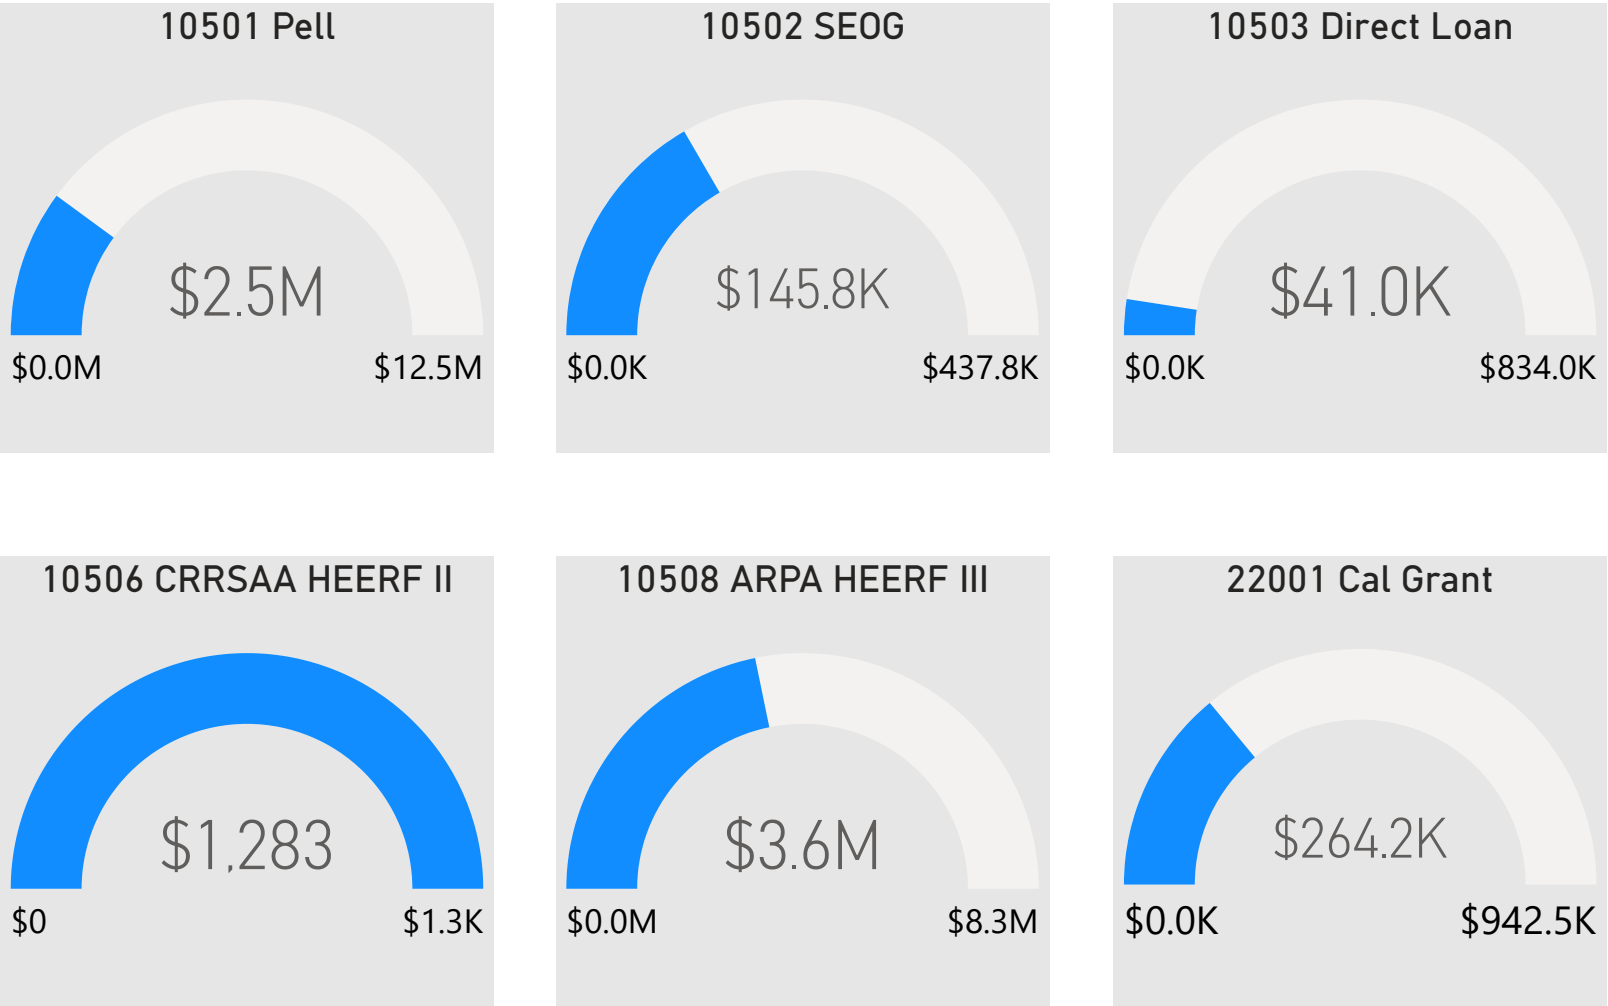 10501 Pell
$2.5M
$0.0M
$12.5M
10502 SEOG
$145.8K
$0.0K
$437.8K
10503 Direct Loan
$41.0K
$0.0K
$834.0K
10506 CRRSAA HEERF II
$1,283
$0
$1.3K
10508 ARPA HEERF III
$3.6M
$0.0M
$8.3M
22001 Cal Grant
$264.2K
$0.0K
$942.5K